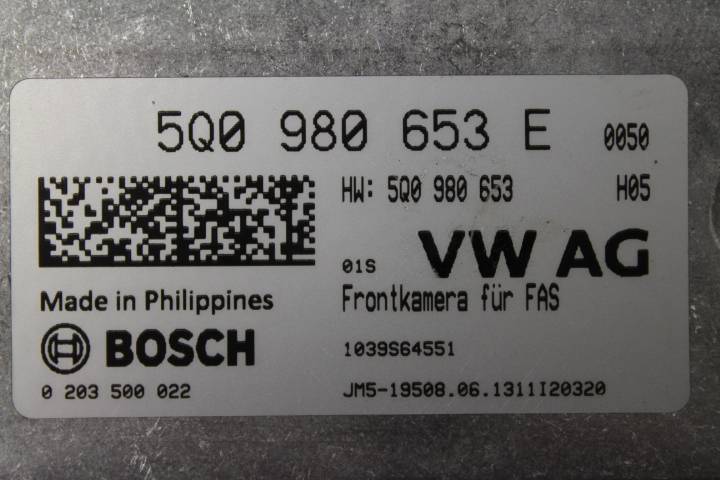 5Q0 980 653 E 0050
HW: 5Q0 980 653 H05
01S VW AG
Made in Philippines
Frontkamera für FAS
BOSCH
1039S64551
0 203 500 022
JM5-19508.06.1311I20320